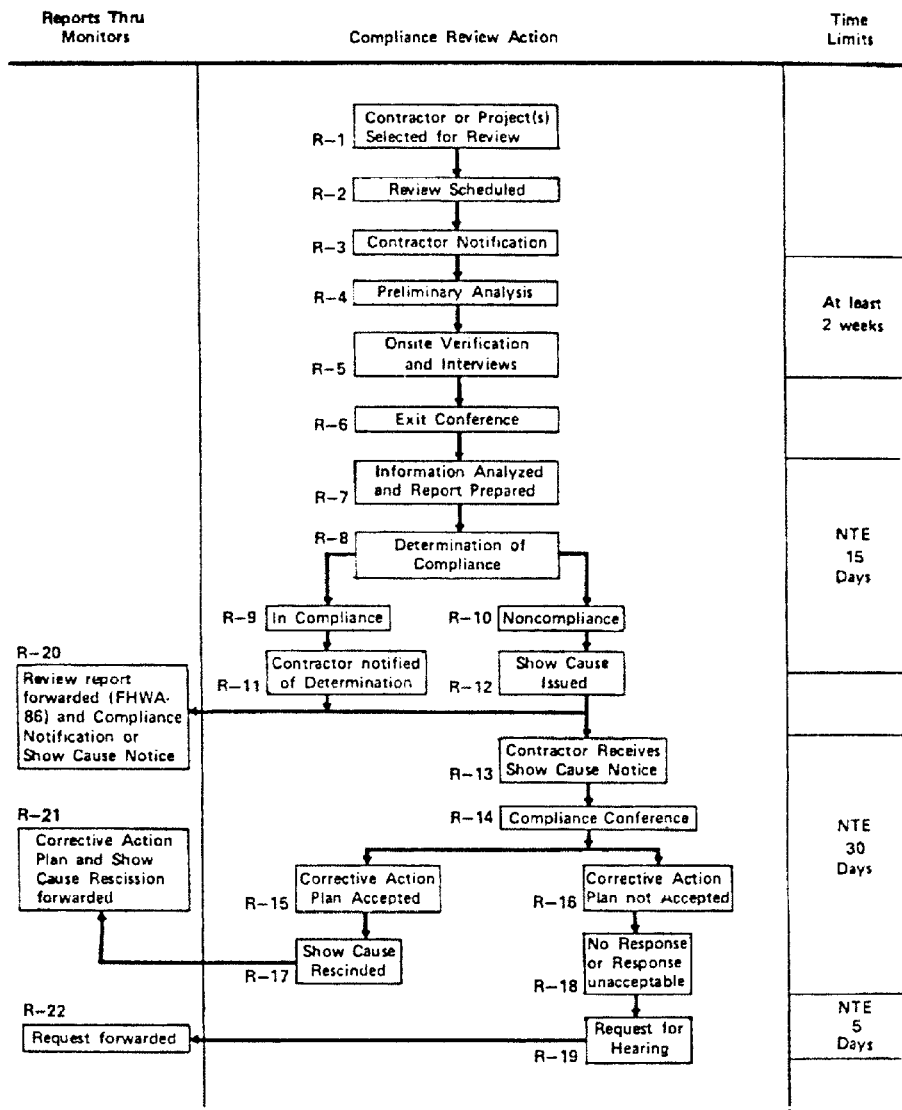 Reports Thru
Monitors
Compliance Review Action
Time
Limits
R-1
Contractor or Project(s)
Selected for Review
R-2
Review Scheduled
R-3
Contractor Notification
R-4
Preliminary Analysis
At least
2 weeks
R-5
Onsite Verification
and Interviews
R-6
Exit Conference
R-7
Information Analyzed
and Report Prepared
R-8
Determination of
Compliance
NTE
15
Days
R-9
In Compliance
R-10
Noncompliance
R-11
Contractor notified
of Determination
R-12
Show Cause
Issued
R-20
Review report
forwarded (FHWA-
86) and Compliance
Notification or
Show Cause Notice
R-13
Contractor Receives
Show Cause Notice
R-14
Compliance Conference
NTE
30
Days
R-21
Corrective Action
Plan and Show
Cause Rescission
forwarded
R-15
Corrective Action
Plan Accepted
R-16
Corrective Action
Plan not Accepted
R-17
Show Cause
Rescinded
R-18
No Response
or Response
unacceptable
R-22
Request forwarded
R-19
Request for
Hearing
NTE
5
Days